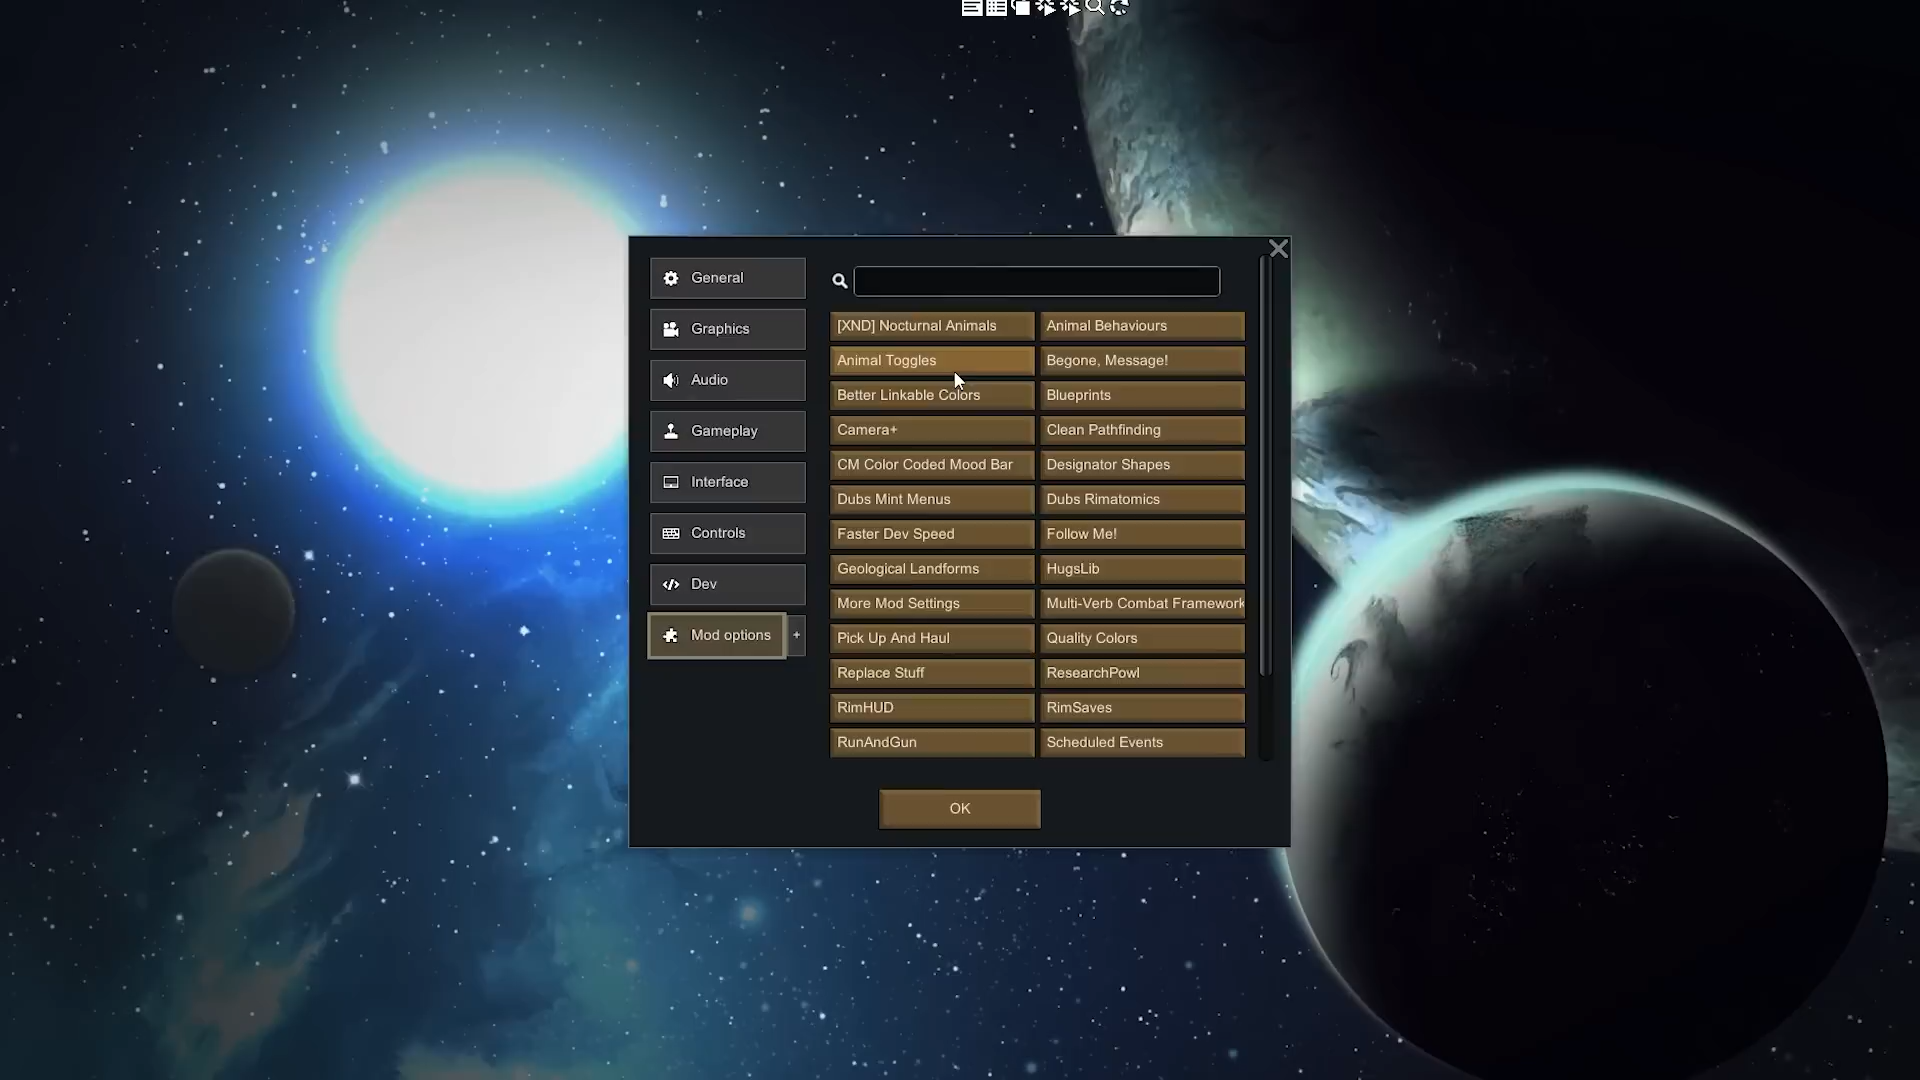 General
Graphics
Audio
Gameplay
Interface
Controls
Dev
Mod options +
[XND] Nocturnal Animals
Animal Behaviours
Animal Toggles
Begone, Message!
Better Linkable Colors
Blueprints
Camera+
Clean Pathfinding
CM Color Coded Mood Bar
Designator Shapes
Dubs Mint Menus
Dubs Rimatomics
Faster Dev Speed
Follow Me!
Geological Landforms
HugsLib
More Mod Settings
Multi-Verb Combat Framework
Pick Up And Haul
Quality Colors
Replace Stuff
ResearchPowl
RimHUD
RimSaves
RunAndGun
Scheduled Events
OK